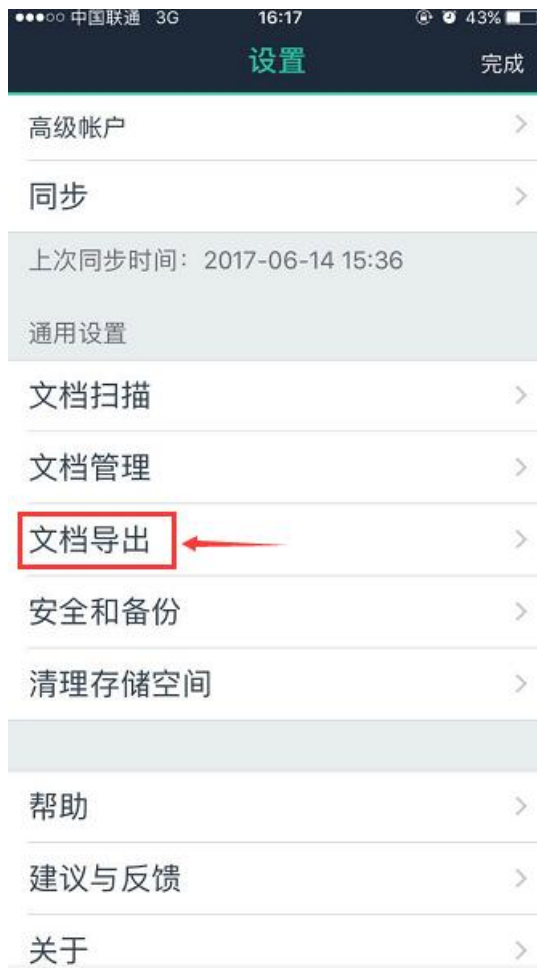 中国联通 3G 16:17 43%
设置 完成
高级帐户
同步
上次同步时间：2017-06-14 15:36
通用设置
文档扫描
文档管理
文档导出
安全和备份
清理存储空间
帮助
建议与反馈
关于